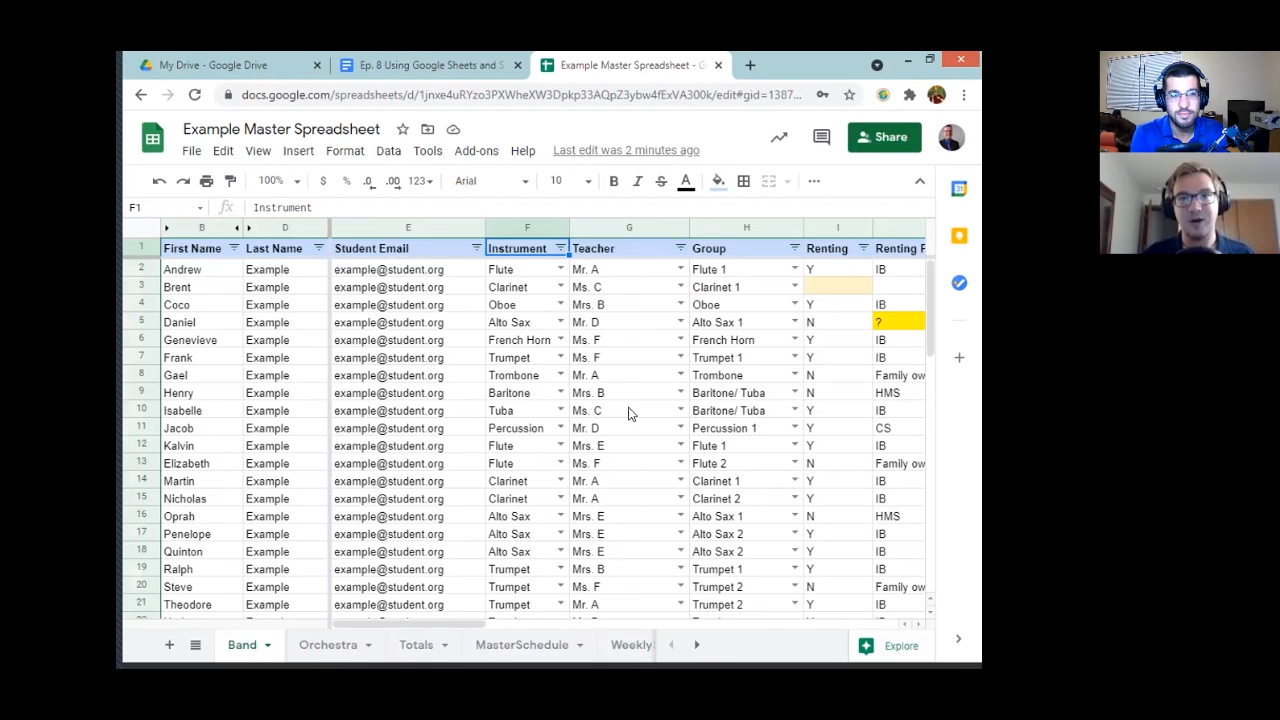 My Drive - Google Drive
Ep. 8 Using Google Sheets and S
Example Master Spreadsheet - G
Example Master Spreadsheet
File Edit View Insert Format Data Tools Add-ons Help Last edit was 2 minutes ago
Share
100% $ % .0 .00 123 Arial 10 B I S A
F1 fx Instrument
B D E F G H I
1 First Name Last Name Student Email Instrument Teacher Group Renting Renting F
2 Andrew Example example@student.org Flute Mr. A Flute 1 Y IB
3 Brent Example example@student.org Clarinet Ms. C Clarinet 1
4 Coco Example example@student.org Oboe Mrs. B Oboe Y IB
5 Daniel Example example@student.org Alto Sax Mr. D Alto Sax 1 N ?
6 Genevieve Example example@student.org French Horn Ms. F French Horn Y IB
7 Frank Example example@student.org Trumpet Ms. F Trumpet 1 Y IB
8 Gael Example example@student.org Trombone Mr. A Trombone N Family ow
9 Henry Example example@student.org Baritone Mrs. B Baritone/ Tuba N HMS
10 Isabelle Example example@student.org Tuba Ms. C Baritone/ Tuba Y IB
11 Jacob Example example@student.org Percussion Mr. D Percussion 1 Y CS
12 Kalvin Example example@student.org Flute Mrs. E Flute 1 Y IB
13 Elizabeth Example example@student.org Flute Ms. F Flute 2 N Family ow
14 Martin Example example@student.org Clarinet Mr. A Clarinet 1 Y IB
15 Nicholas Example example@student.org Clarinet Mr. A Clarinet 2 Y IB
16 Oprah Example example@student.org Alto Sax Mrs. E Alto Sax 1 N HMS
17 Penelope Example example@student.org Alto Sax Mrs. E Alto Sax 2 Y IB
18 Quinton Example example@student.org Alto Sax Mrs. E Alto Sax 2 Y IB
19 Ralph Example example@student.org Trumpet Mrs. B Trumpet 1 Y IB
20 Steve Example example@student.org Trumpet Ms. F Trumpet 2 N Family ow
21 Theodore Example example@student.org Trumpet Mr. A Trumpet 2 Y IB
Band Orchestra Totals MasterSchedule Weekly Explore